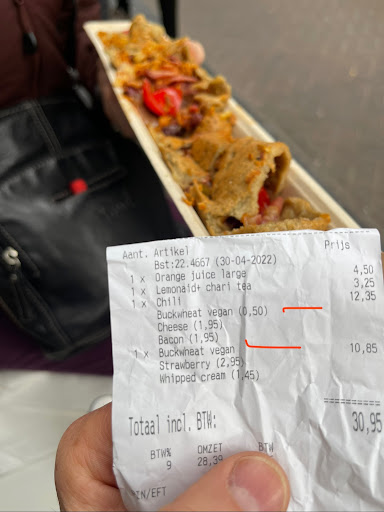 Aant. Artikel Prijs
Bst:22.4667 (30-04-2022)
1 x Orange juice large 4,50
1 x Lemonaid+ chari tea 3,25
1 x Chili 12,35
Buckwheat vegan (0,50)
Cheese (1,95)
Bacon (1,95)
1 x Buckwheat vegan 10,85
Strawberry (2,95)
Whipped cream (1,45)
========
Totaal incl. BTW: 30,95
BTW% OMZET BTW
9 28,39
PIN/EFT